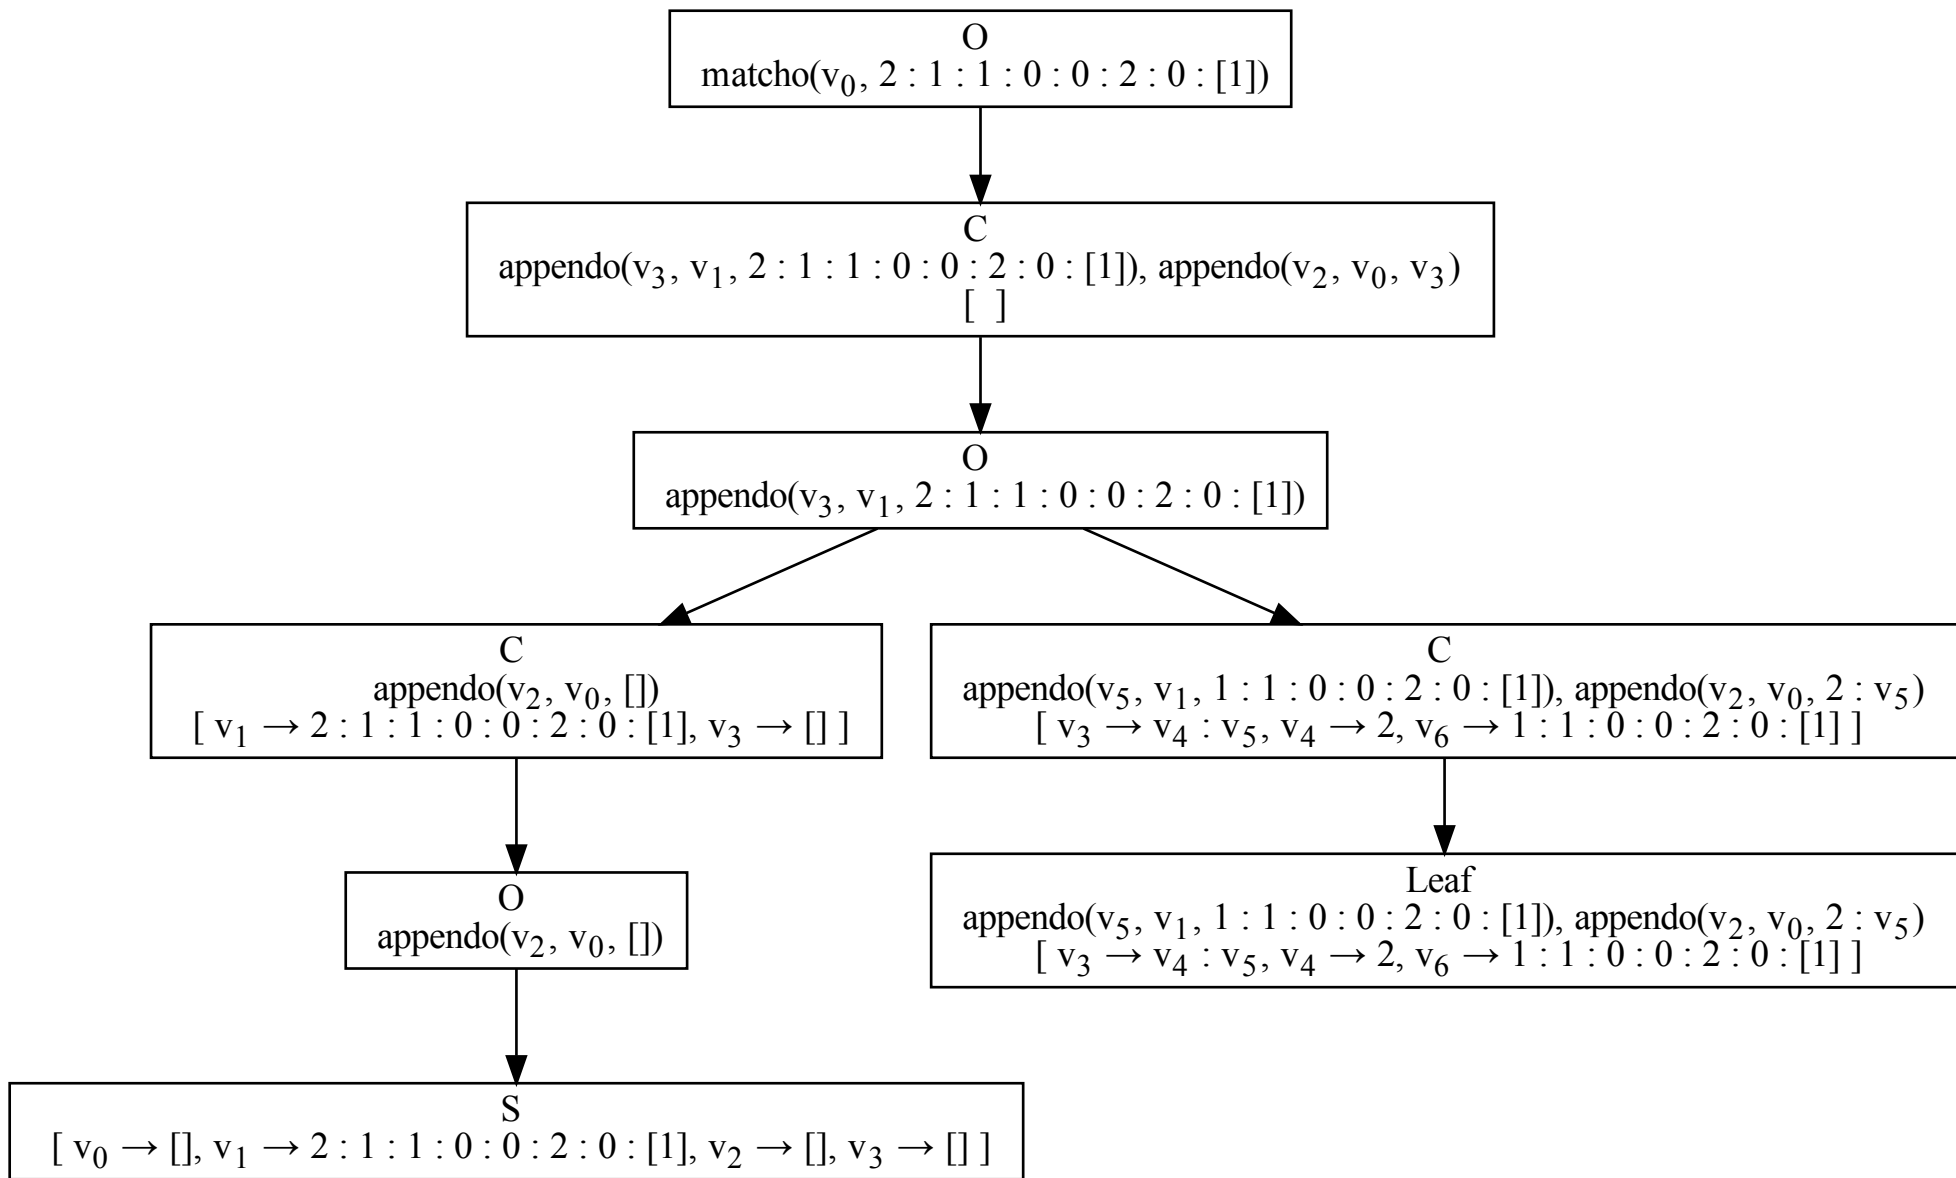 O
matcho(v₀, 2 : 1 : 1 : 0 : 0 : 2 : 0 : [1])
C
appendo(v₃, v₁, 2 : 1 : 1 : 0 : 0 : 2 : 0 : [1]), appendo(v₂, v₀, v₃)
[ ]
O
appendo(v₃, v₁, 2 : 1 : 1 : 0 : 0 : 2 : 0 : [1])
C
appendo(v₂, v₀, [])
[ v₁ → 2 : 1 : 1 : 0 : 0 : 2 : 0 : [1], v₃ → [] ]
C
appendo(v₅, v₁, 1 : 1 : 0 : 0 : 2 : 0 : [1]), appendo(v₂, v₀, 2 : v₅)
[ v₃ → v₄ : v₅, v₄ → 2, v₆ → 1 : 1 : 0 : 0 : 2 : 0 : [1] ]
O
appendo(v₂, v₀, [])
Leaf
appendo(v₅, v₁, 1 : 1 : 0 : 0 : 2 : 0 : [1]), appendo(v₂, v₀, 2 : v₅)
[ v₃ → v₄ : v₅, v₄ → 2, v₆ → 1 : 1 : 0 : 0 : 2 : 0 : [1] ]
S
[ v₀ → [], v₁ → 2 : 1 : 1 : 0 : 0 : 2 : 0 : [1], v₂ → [], v₃ → [] ]